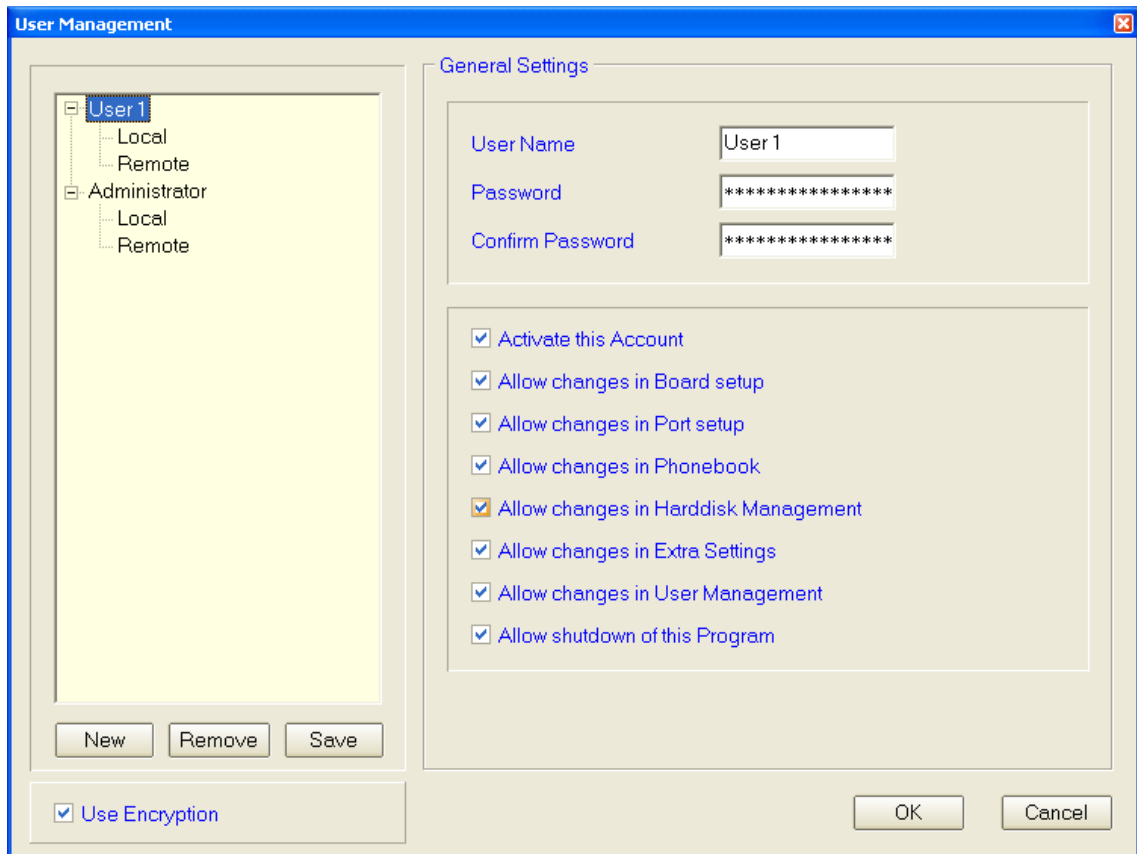 User Management
User 1
Local
Remote
Administrator
Local
Remote
New Remove Save
Use Encryption
General Settings
User Name User 1
Password ****************
Confirm Password ****************
Activate this Account
Allow changes in Board setup
Allow changes in Port setup
Allow changes in Phonebook
Allow changes in Harddisk Management
Allow changes in Extra Settings
Allow changes in User Management
Allow shutdown of this Program
OK Cancel